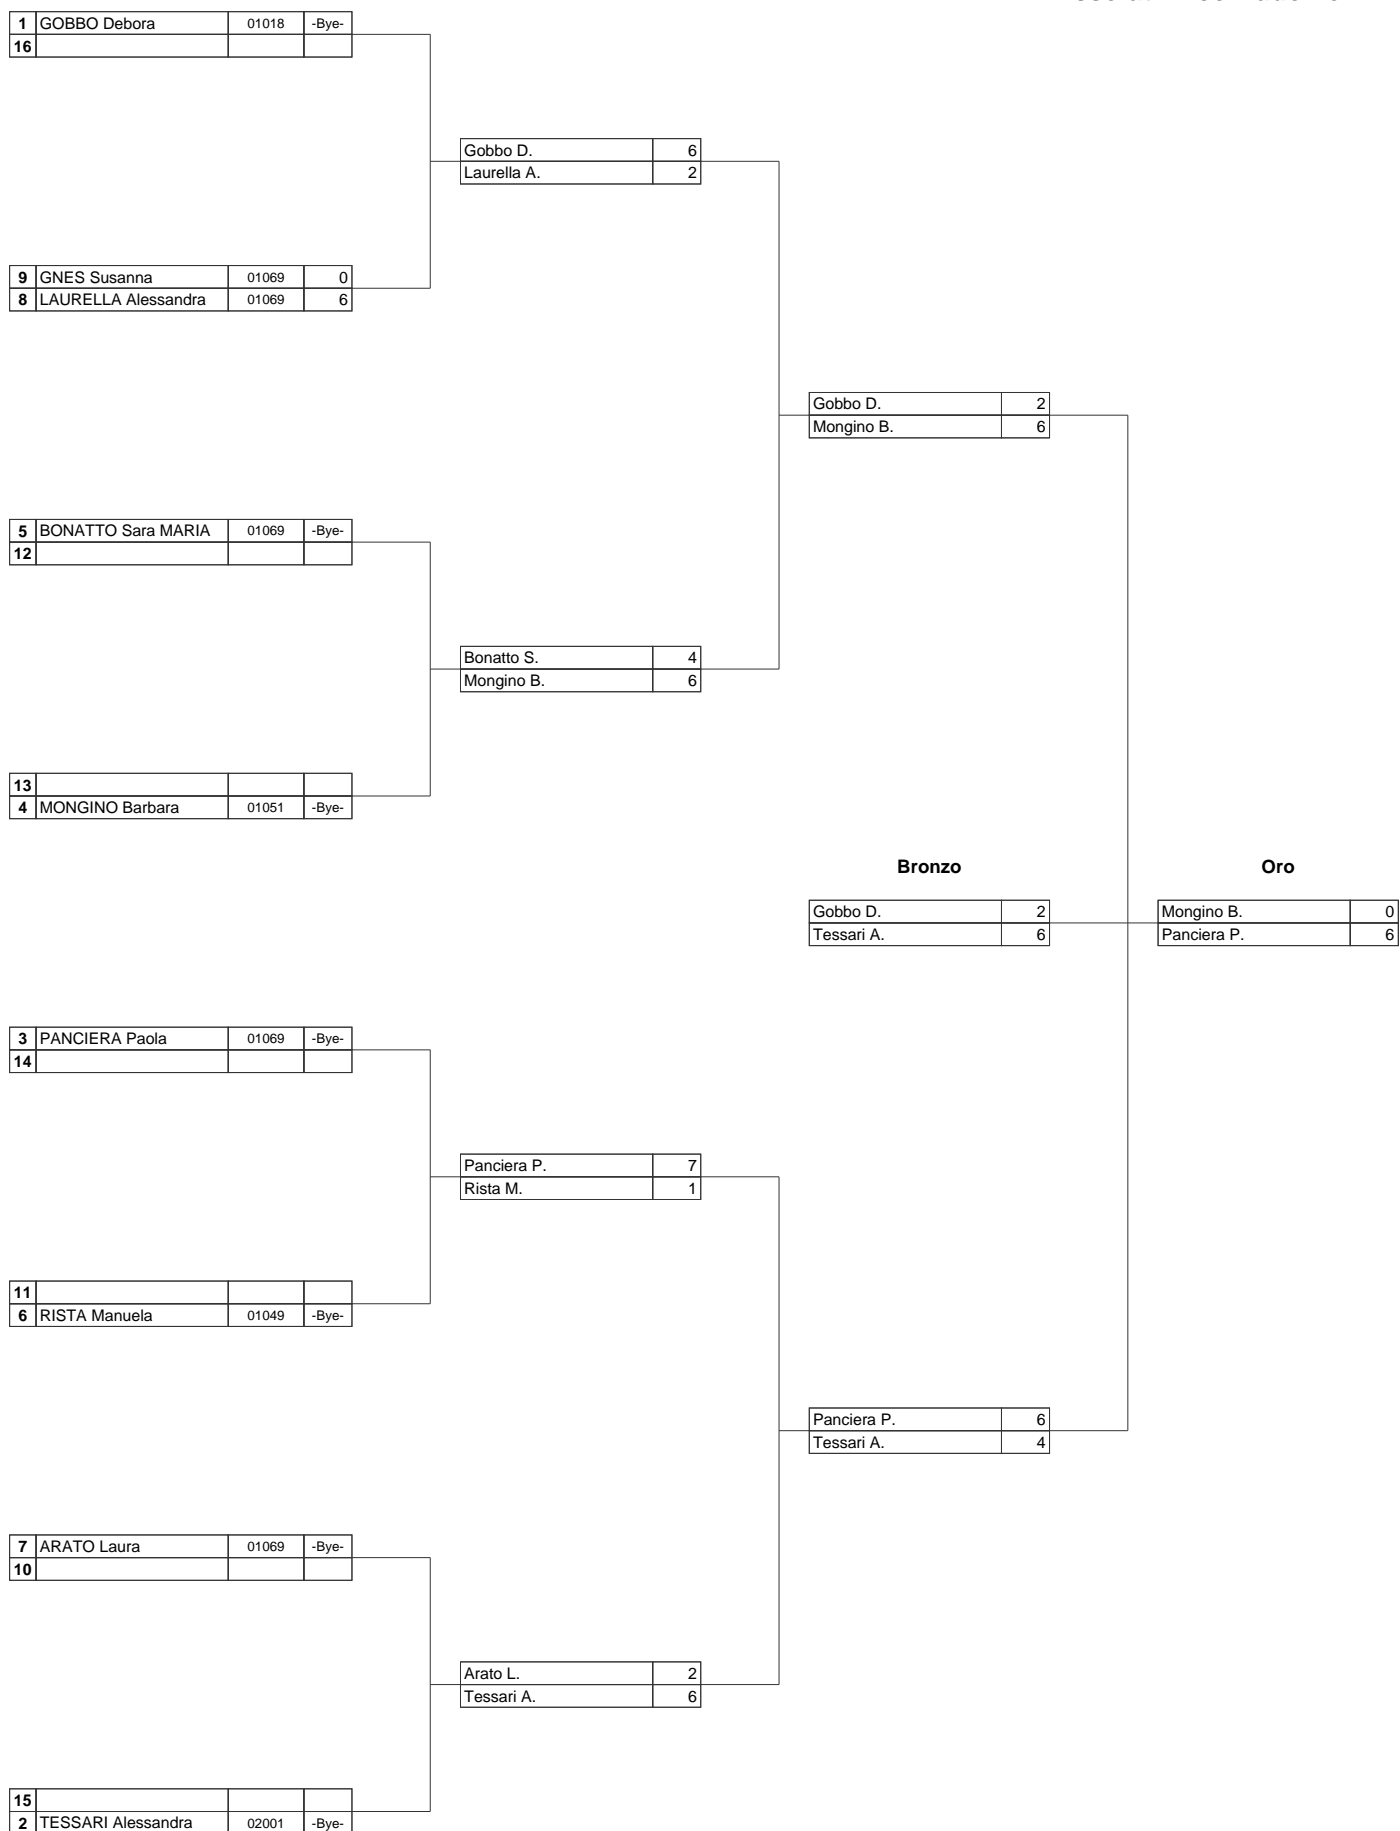 1 GOBBO Debora 01018 -Bye-
16
Gobbo D. 6
Laurella A. 2
9 GNES Susanna 01069 0
8 LAURELLA Alessandra 01069 6
Gobbo D. 2
Mongino B. 6
5 BONATTO Sara MARIA 01069 -Bye-
12
Bonatto S. 4
Mongino B. 6
13
4 MONGINO Barbara 01051 -Bye-
Bronzo Oro
Gobbo D. 2 Mongino B. 0
Tessari A. 6 Panciera P. 6
3 PANCIERA Paola 01069 -Bye-
14
Panciera P. 7
Rista M. 1
11
6 RISTA Manuela 01049 -Bye-
Panciera P. 6
Tessari A. 4
7 ARATO Laura 01069 -Bye-
10
Arato L. 2
Tessari A. 6
15
2 TESSARI Alessandra 02001 -Bye-